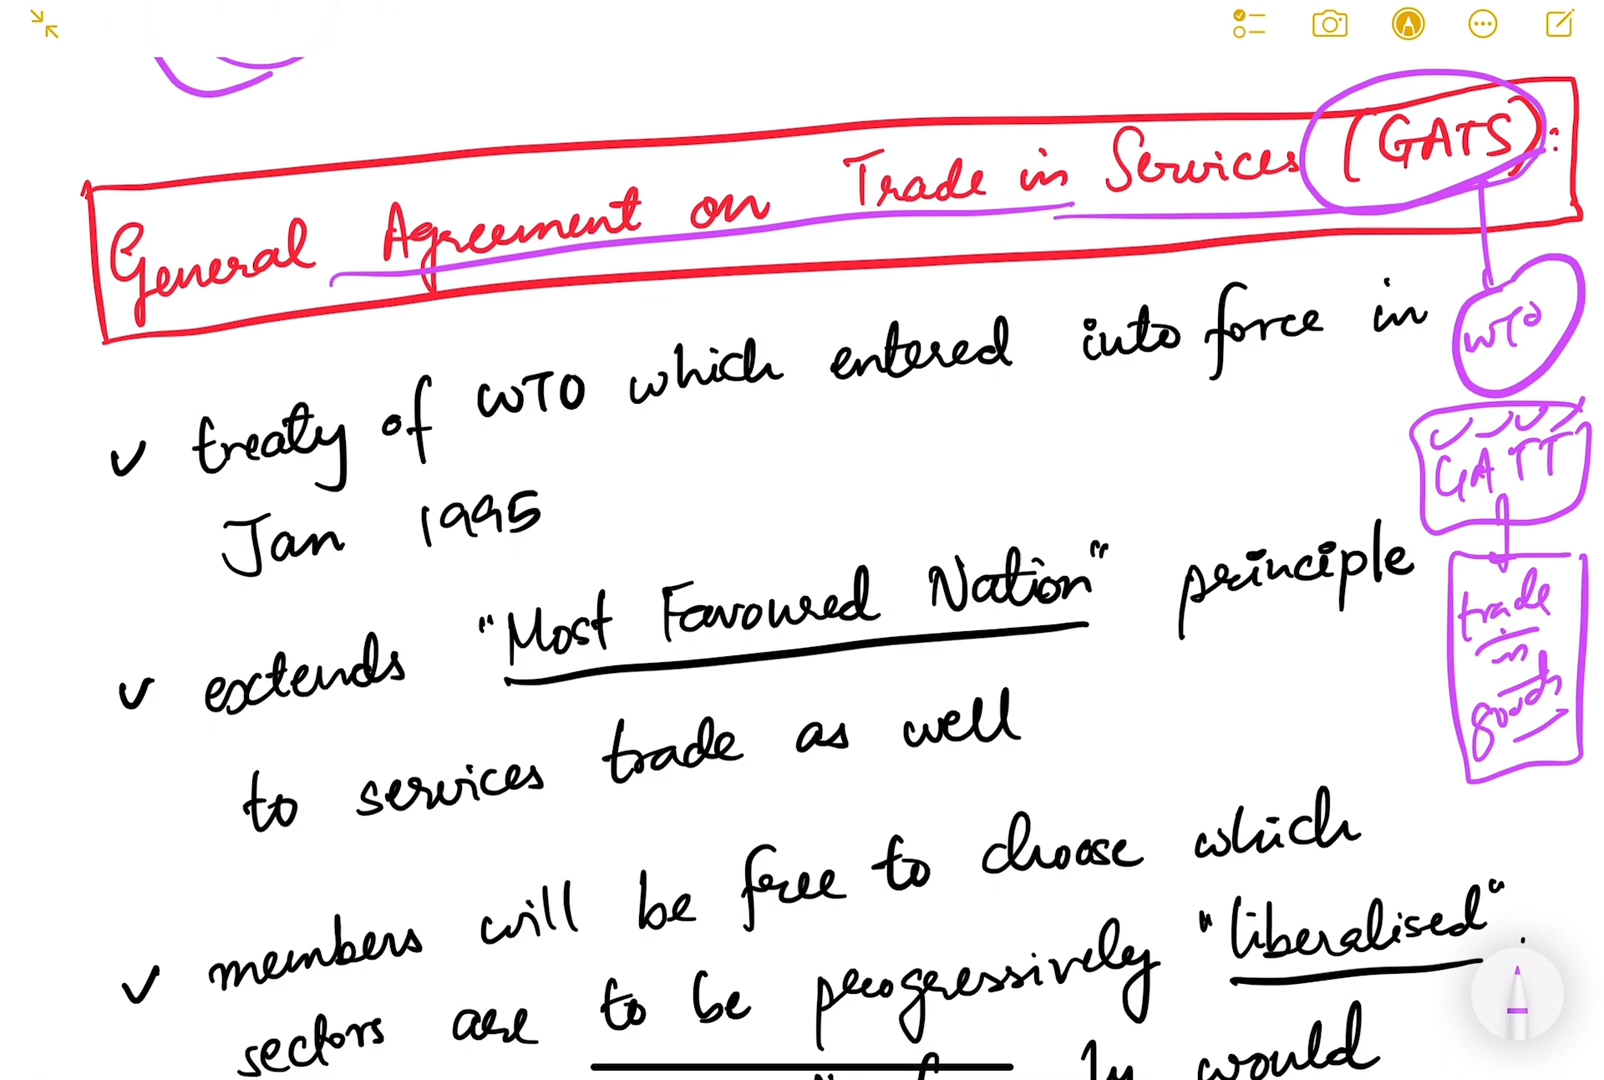 General Agreement on Trade in Services (GATS):
WTO
treaty of WTO which entered into force in
Jan 1995
GATT
trade
in
goods
extends "Most Favoured Nation" principle
to services trade as well
members will be free to choose which
sectors are to be progressively "liberalised".
would